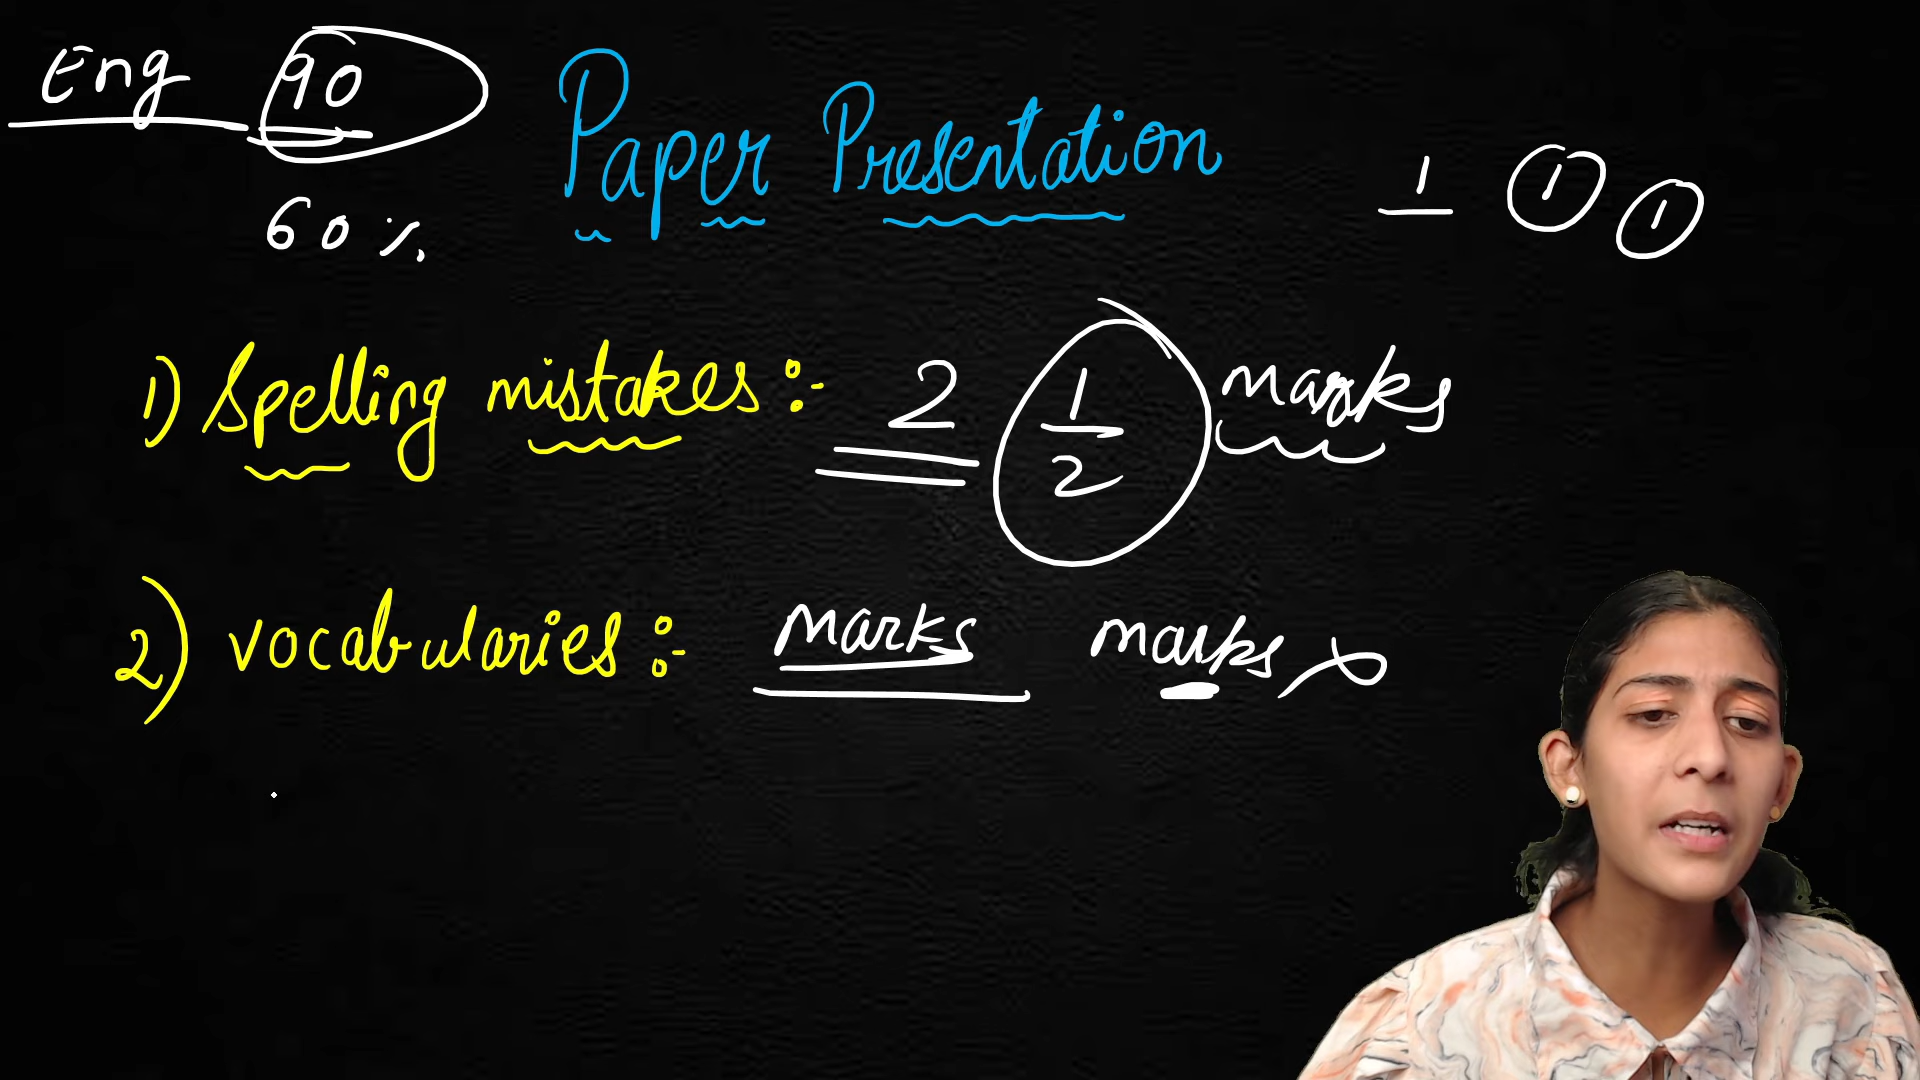 Eng 90
60%
Paper Presentation
1 1 1
1) Spelling mistakes :- 2 1/2 marks
2) vocabularies :- marks marks